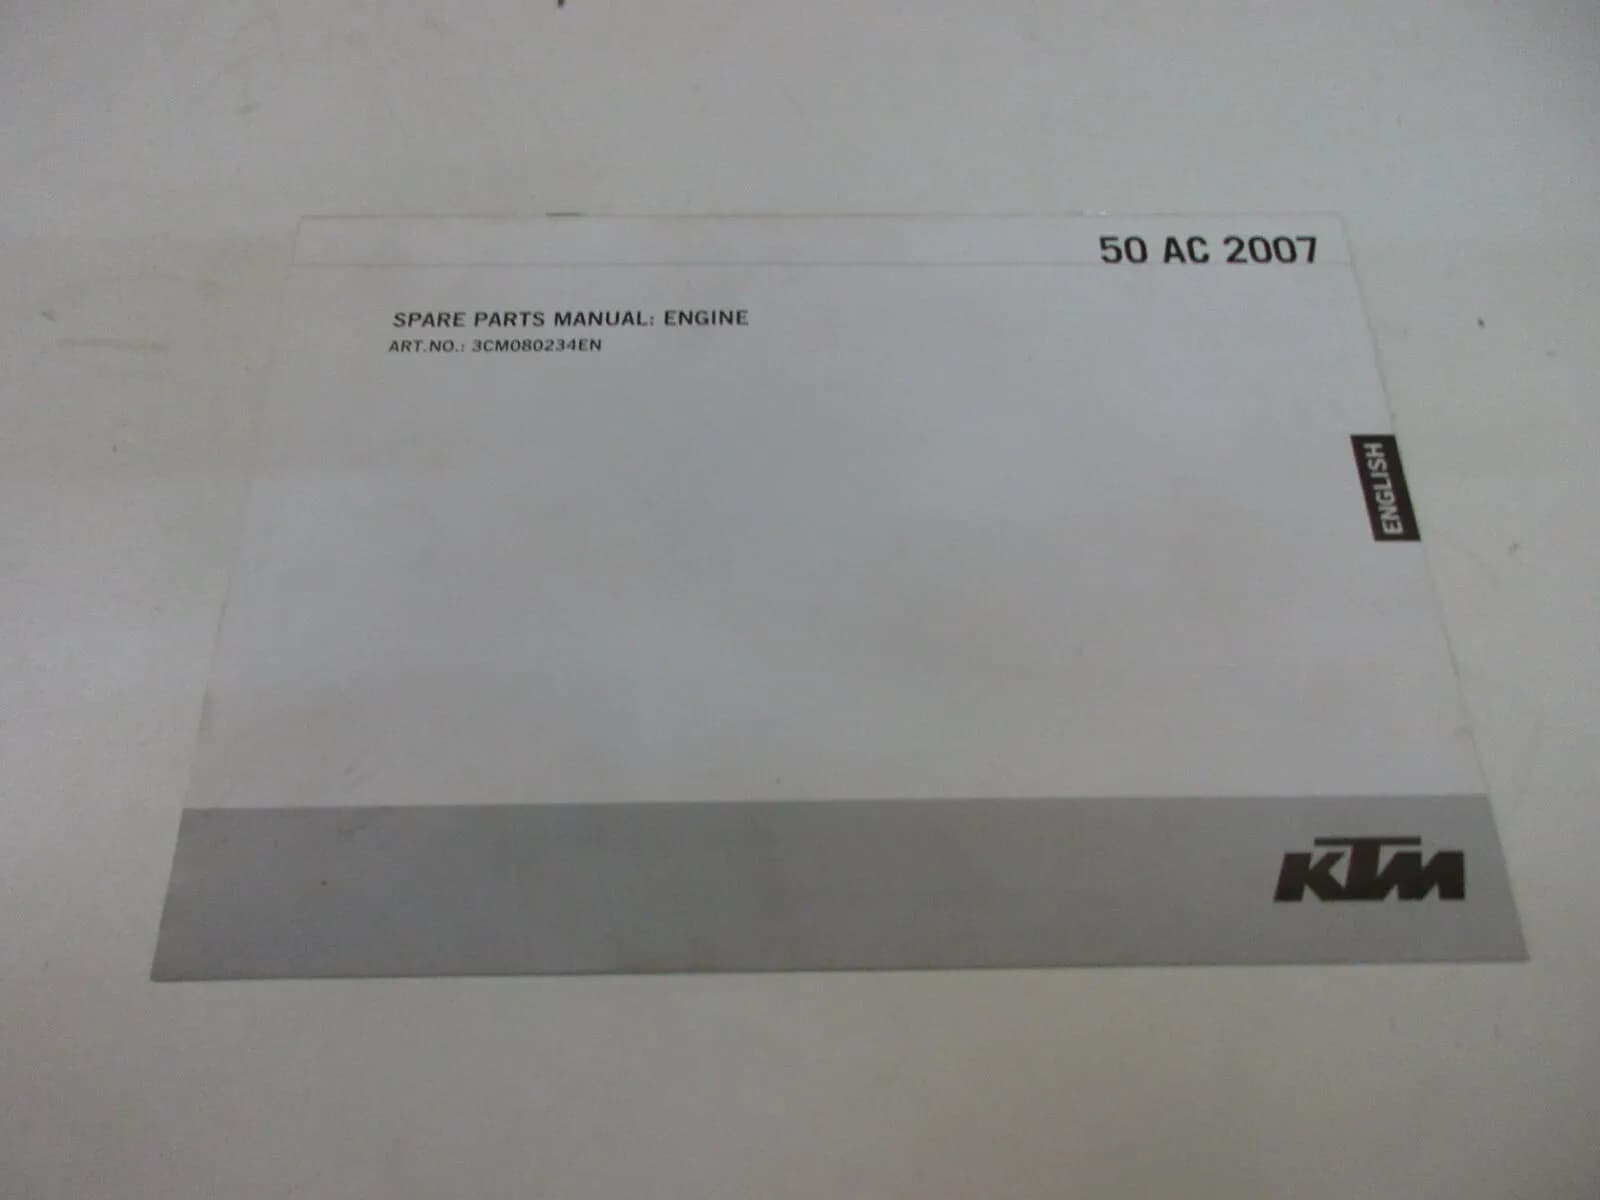 50 AC 2007
SPARE PARTS MANUAL: ENGINE
ART.NO.: 3CM080234EN
ENGLISH
KTM